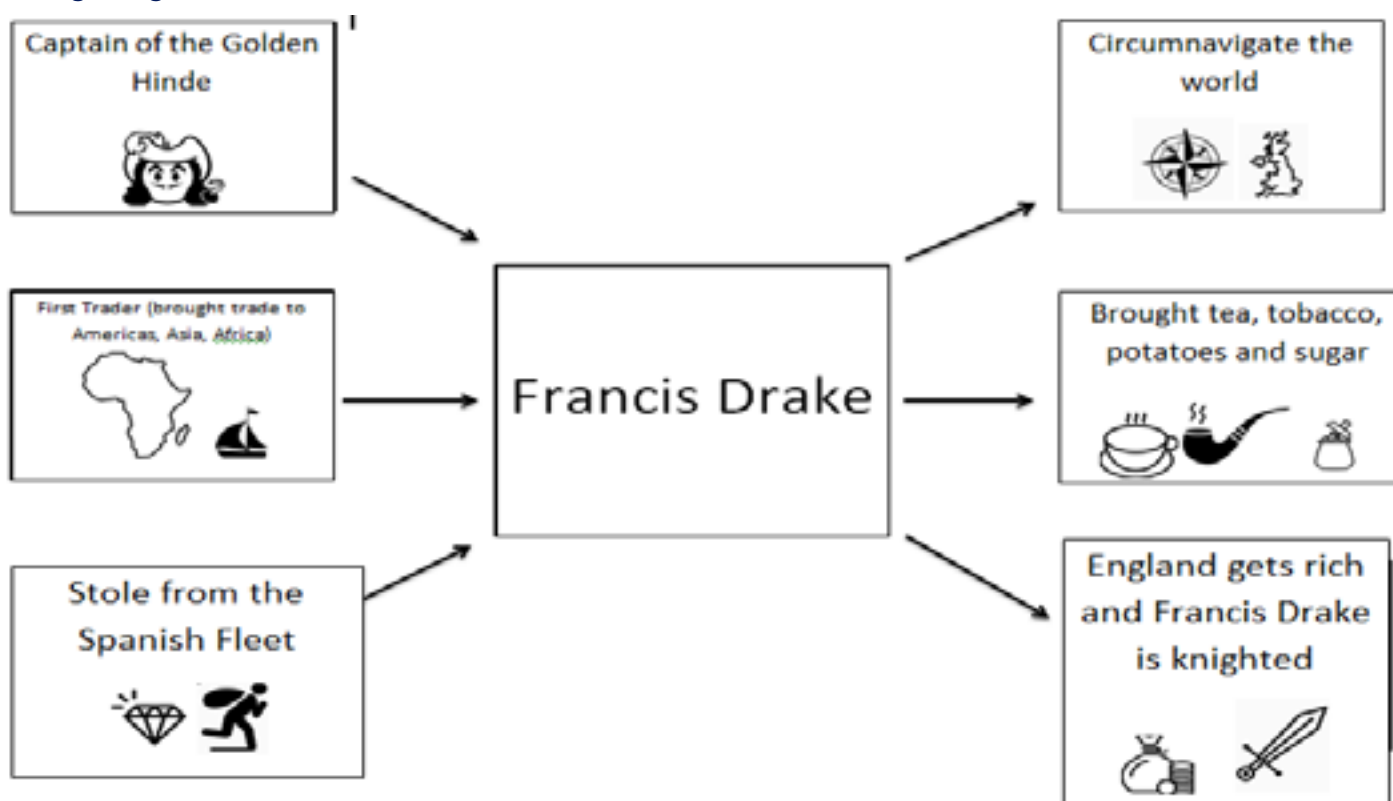 Captain of the Golden
Hinde
Circumnavigate the
world
First Trader (brought trade to
Americas, Asia, Africa)
Francis Drake
Brought tea, tobacco,
potatoes and sugar
Stole from the
Spanish Fleet
England gets rich
and Francis Drake
is knighted